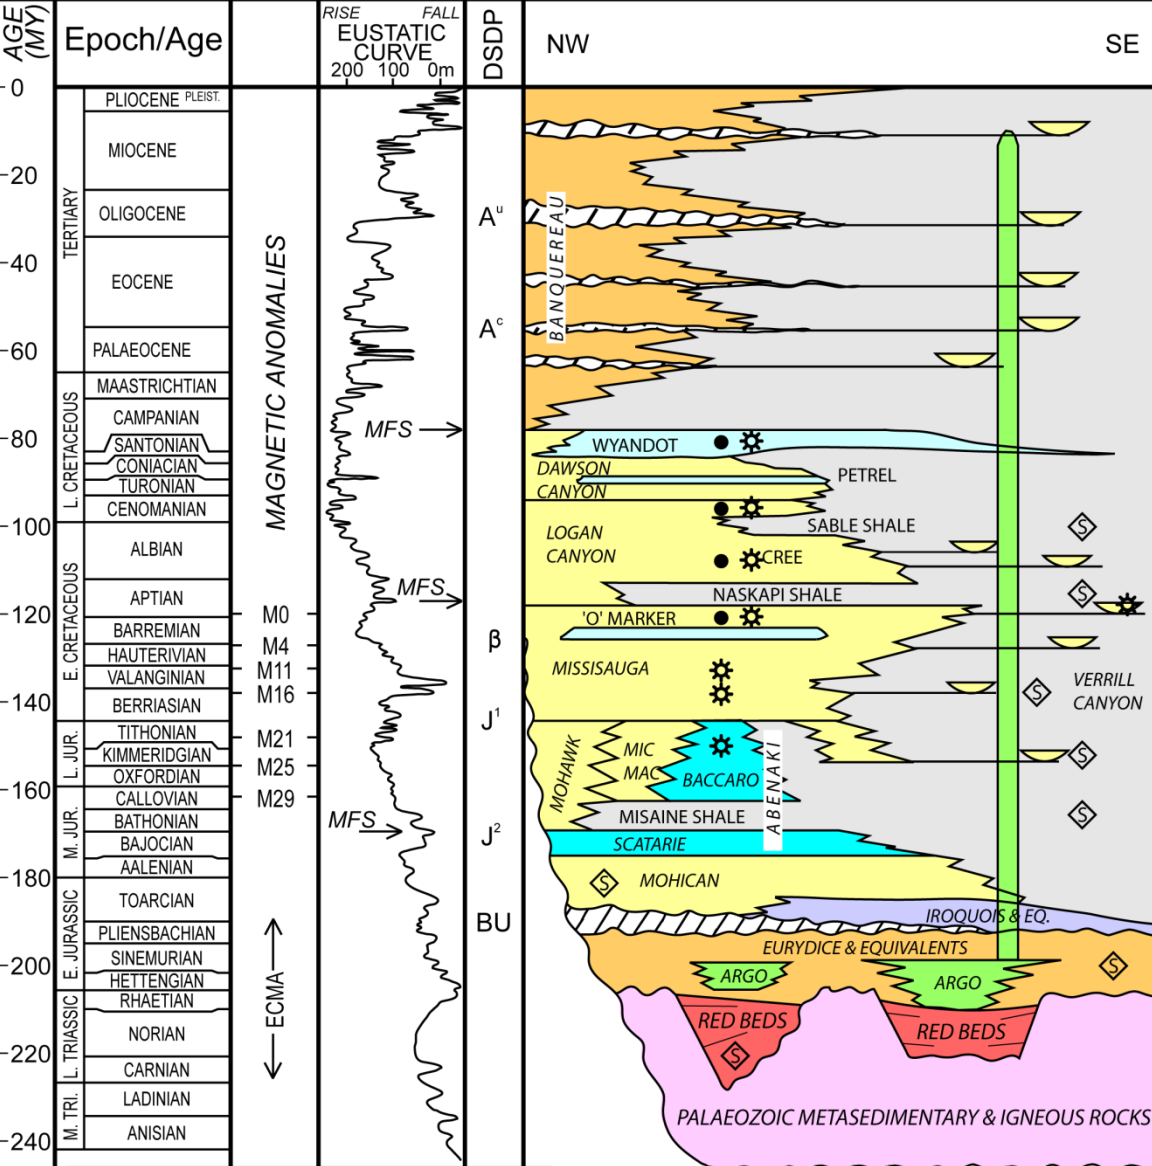 AGE (MY)
Epoch/Age
RISE FALL
EUSTATIC
CURVE
200 100 0m
DSDP
NW
SE
0
20
40
60
80
100
120
140
160
180
200
220
240
TERTIARY
L. CRETACEOUS
E. CRETACEOUS
L. JUR.
M. JUR.
E. JURASSIC
L. TRIASSIC
M. TRI.
PLIOCENE PLEIST.
MIOCENE
OLIGOCENE
EOCENE
PALAEOCENE
MAASTRICHTIAN
CAMPANIAN
SANTONIAN
CONIACIAN
TURONIAN
CENOMANIAN
ALBIAN
APTIAN
BARREMIAN
HAUTERIVIAN
VALANGINIAN
BERRIASIAN
TITHONIAN
KIMMERIDGIAN
OXFORDIAN
CALLOVIAN
BATHONIAN
BAJOCIAN
AALENIAN
TOARCIAN
PLIENSBACHIAN
SINEMURIAN
HETTENGIAN
RHAETIAN
NORIAN
CARNIAN
LADINIAN
ANISIAN
MAGNETIC ANOMALIES
M0
M4
M11
M16
M21
M25
M29
ECMA
MFS
MFS
MFS
Aᵘ
Aᶜ
β
J¹
J²
BU
BANQUEREAU
WYANDOT
DAWSON
CANYON
PETREL
LOGAN
CANYON
SABLE SHALE
CREE
NASKAPI SHALE
'O' MARKER
MISSISAUGA
VERRILL
CANYON
MOHAWK
MIC
MAC
BACCARO
ABENAKI
MISAINE SHALE
SCATARIE
MOHICAN
IROQUOIS & EQ.
EURYDICE & EQUIVALENTS
ARGO
ARGO
RED BEDS
RED BEDS
PALAEOZOIC METASEDIMENTARY & IGNEOUS ROCKS
S
S
S
S
S
S
S
S